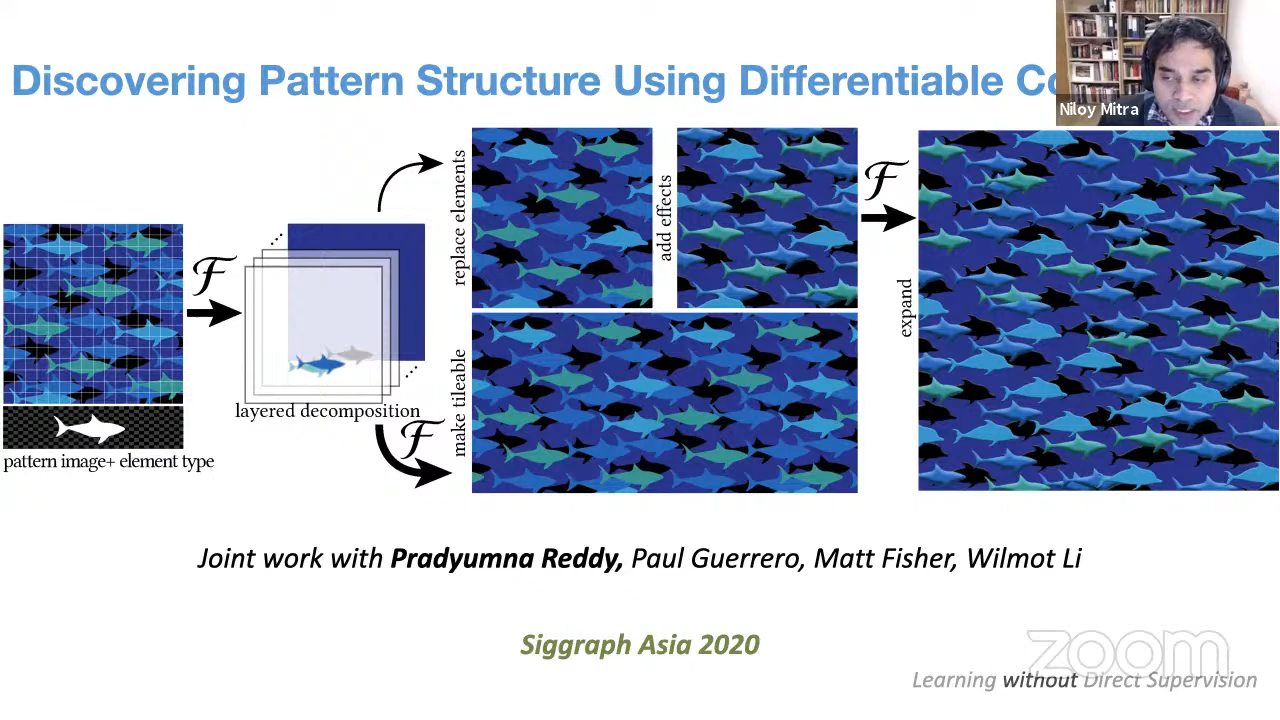 Discovering Pattern Structure Using Differentiable Co
Niloy Mitra
replace elements
add effects
ℱ
expand
ℱ
layered decomposition
ℱ
make tileable
pattern image+ element type
Joint work with Pradyumna Reddy, Paul Guerrero, Matt Fisher, Wilmot Li
Siggraph Asia 2020
zoom
Learning without Direct Supervision